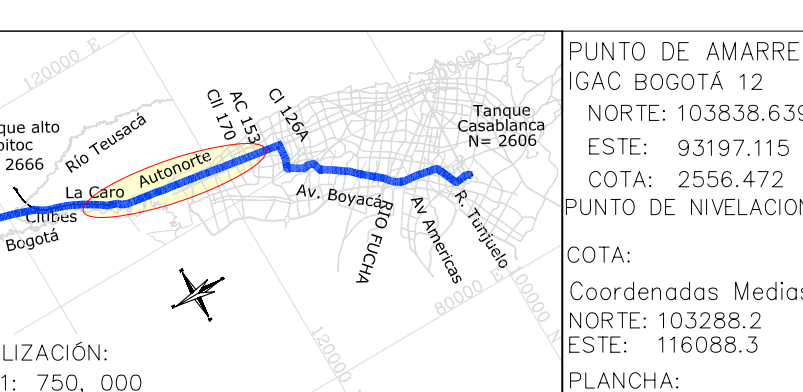 120000 E
que alto
bitoc
2666
Río Teusacá
Cll 170
AC 153
Cl 126A
Tanque
Casablanca
N= 2606
Autonorte
La Caro
Clubes
Bogotá
Av. Boyacá
RIO FUCHA
Av Americas
R. Tunjuelo
80000 E
100000 N
120000
LIZACIÓN:
1: 750, 000
PUNTO DE AMARRE
IGAC BOGOTÁ 12
NORTE: 103838.639
ESTE: 93197.115
COTA: 2556.472
PUNTO DE NIVELACION
COTA:
Coordenadas Medias
NORTE: 103288.2
ESTE: 116088.3
PLANCHA: